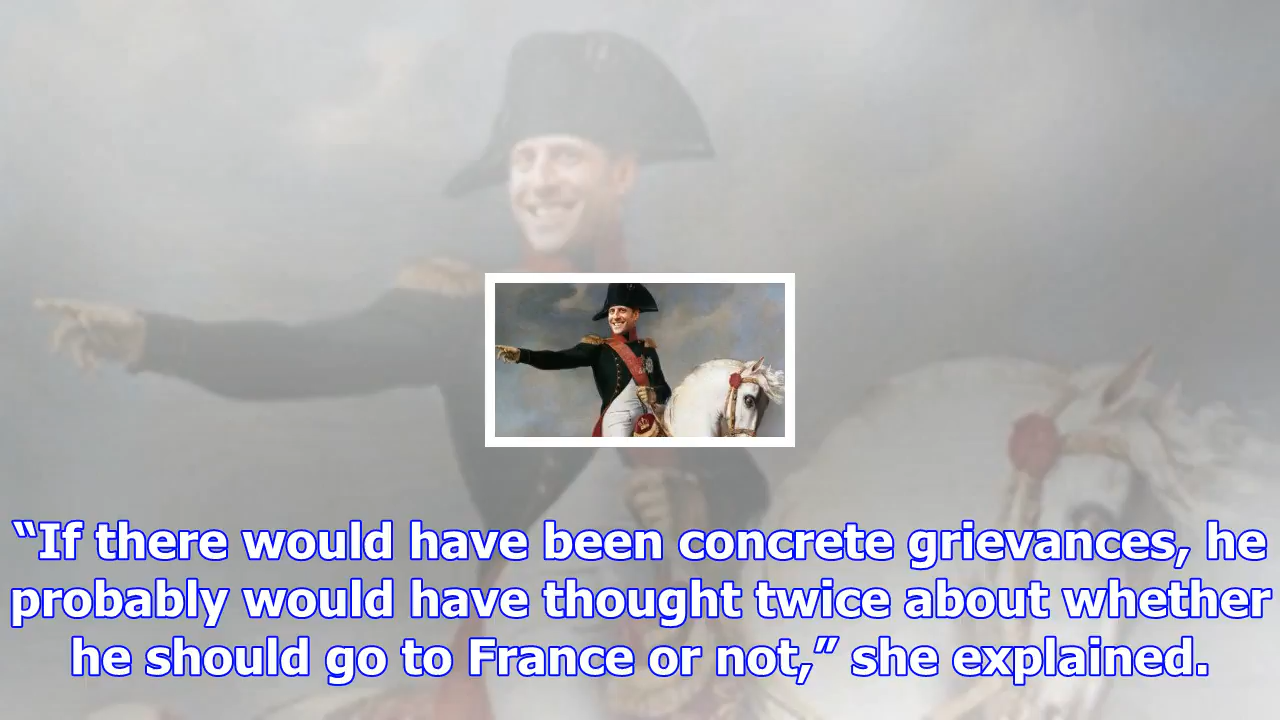 “If there would have been concrete grievances, he
probably would have thought twice about whether
he should go to France or not,” she explained.